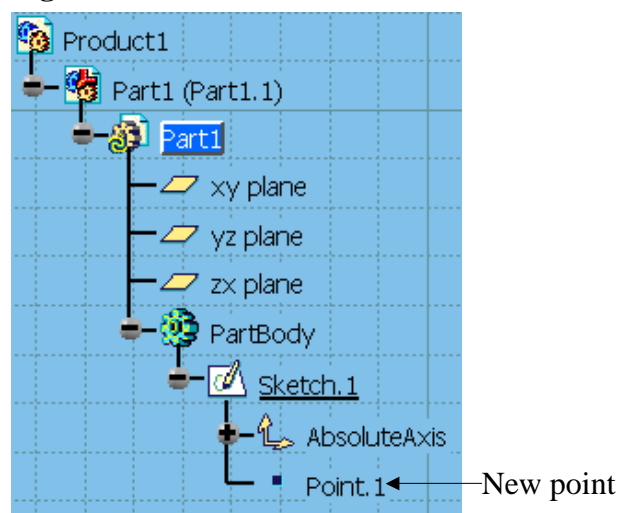 Product1
Part1 (Part1.1)
Part1
xy plane
yz plane
zx plane
PartBody
Sketch.1
AbsoluteAxis
Point.1 New point